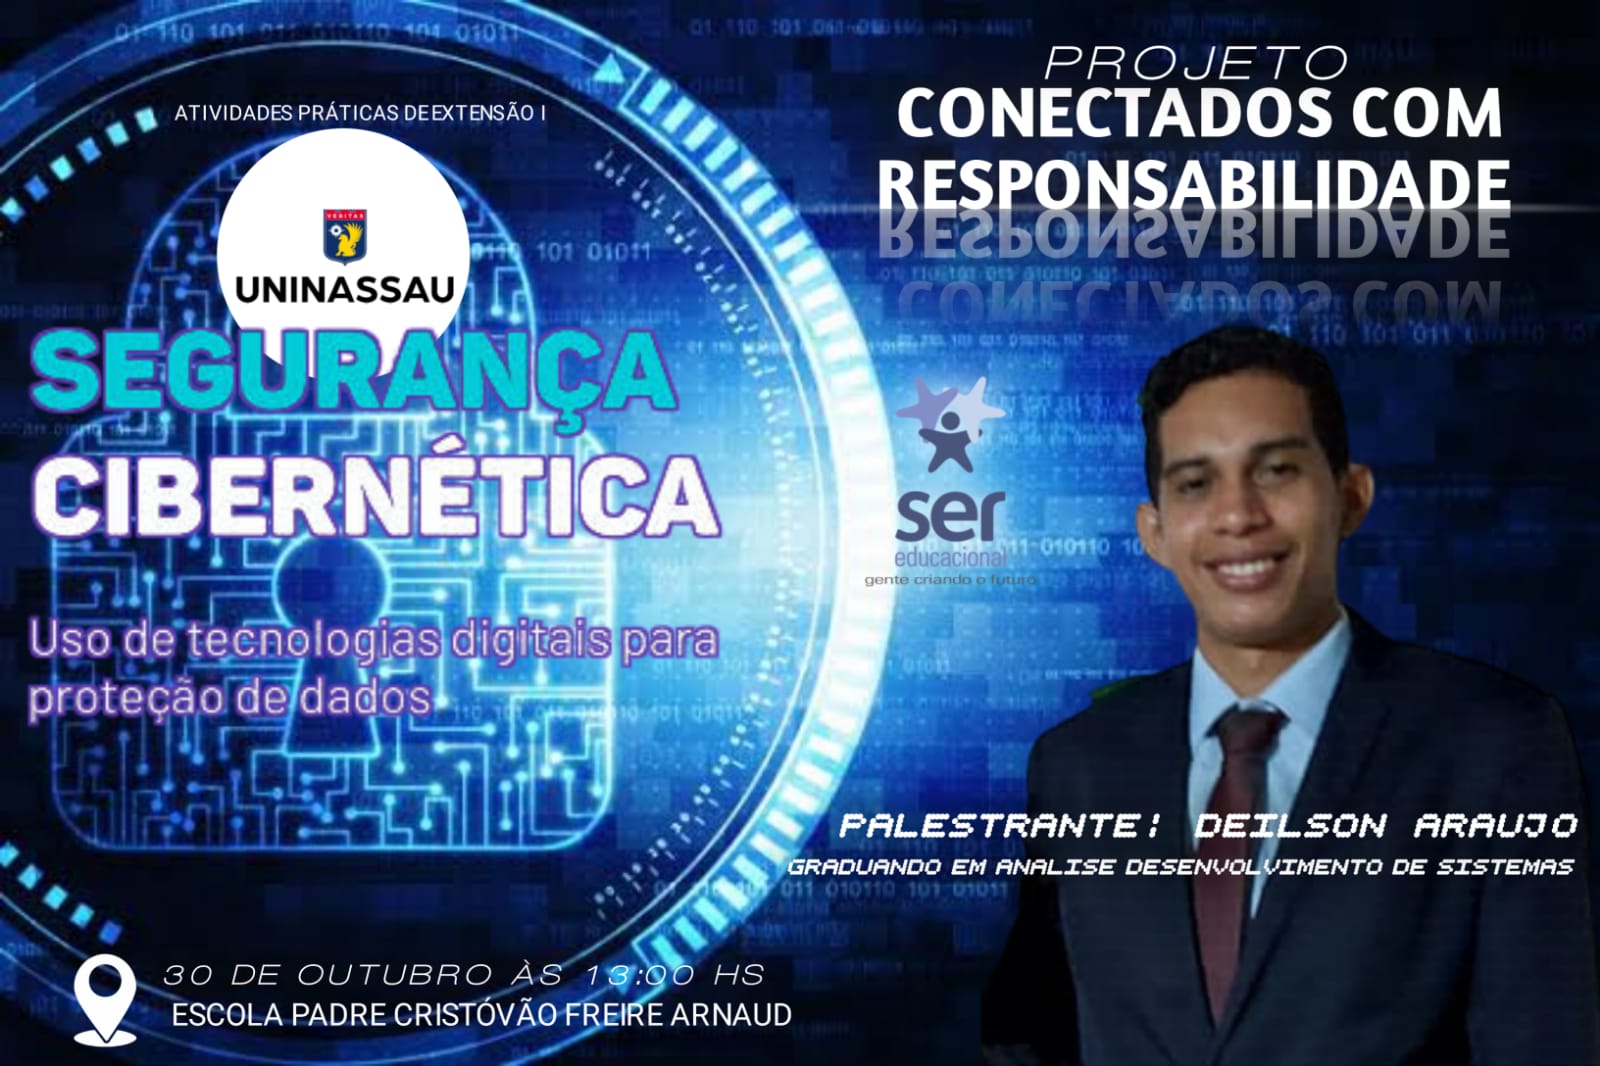 ATIVIDADES PRÁTICAS DE EXTENSÃO I
VERITAS
UNINASSAU
SEGURANÇA
CIBERNÉTICA
Uso de tecnologias digitais para
proteção de dados
30 DE OUTUBRO ÀS 13:00 HS
ESCOLA PADRE CRISTÓVÃO FREIRE ARNAUD
PROJETO
CONECTADOS COM
RESPONSABILIDADE
ser
educacional
gente criando o futuro
PALESTRANTE: DEILSON ARAUJO
GRADUANDO EM ANALISE DESENVOLVIMENTO DE SISTEMAS